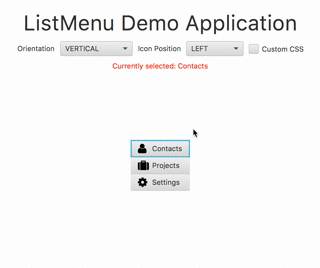 ListMenu Demo Application
Orientation VERTICAL Icon Position LEFT Custom CSS
Currently selected: Contacts
Contacts
Projects
Settings